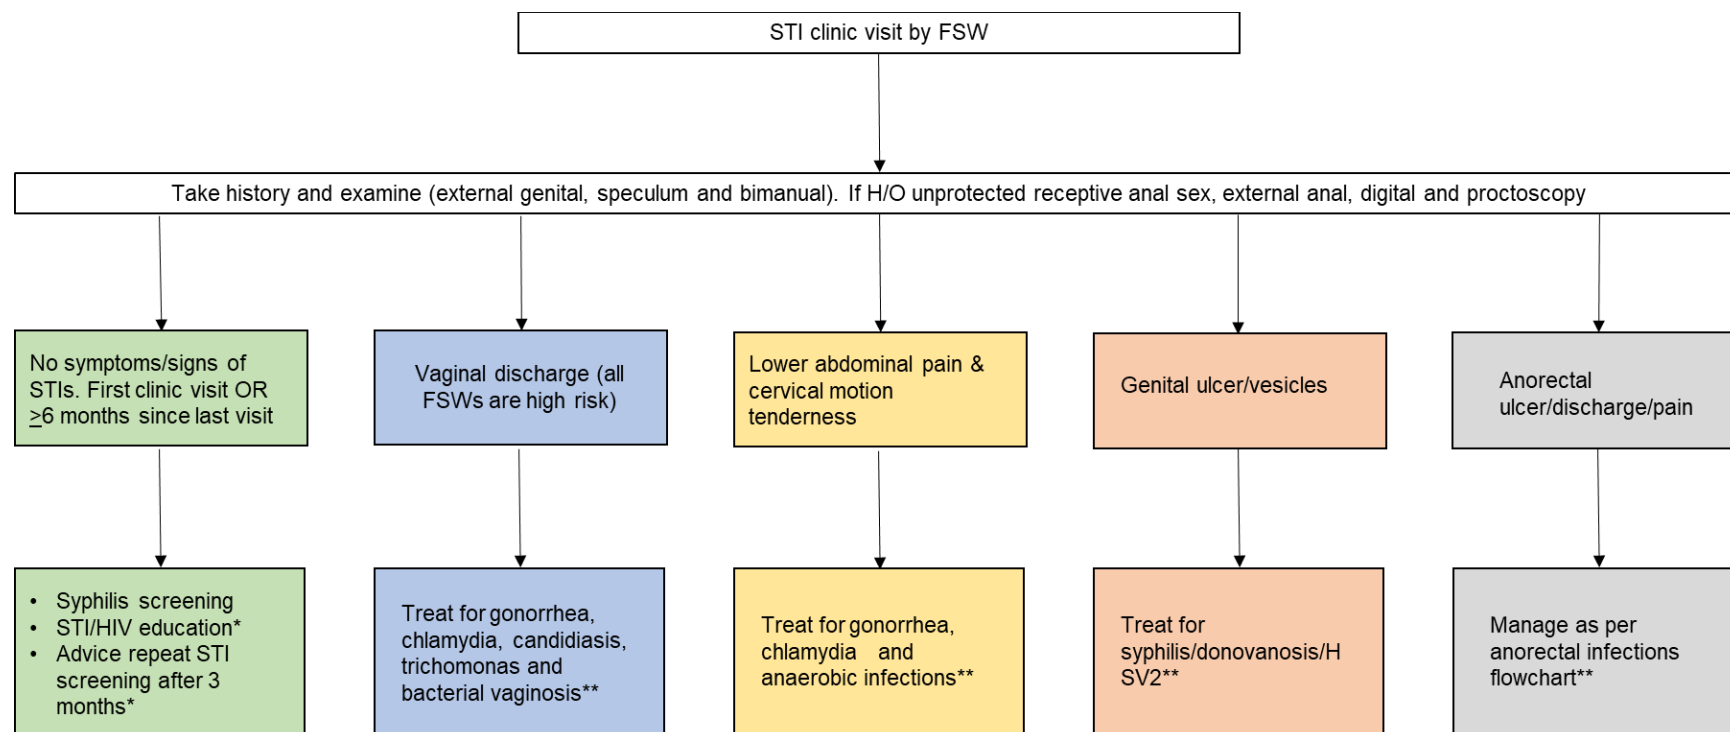 STI clinic visit by FSW
Take history and examine (external genital, speculum and bimanual). If H/O unprotected receptive anal sex, external anal, digital and proctoscopy
No symptoms/signs of
STIs. First clinic visit OR
≥6 months since last visit
Vaginal discharge (all
FSWs are high risk)
Lower abdominal pain &
cervical motion
tenderness
Genital ulcer/vesicles
Anorectal
ulcer/discharge/pain
• Syphilis screening
• STI/HIV education*
• Advice repeat STI
screening after 3
months*
Treat for gonorrhea,
chlamydia, candidiasis,
trichomonas and
bacterial vaginosis**
Treat for gonorrhea,
chlamydia and
anaerobic infections**
Treat for
syphilis/donovanosis/H
SV2**
Manage as per
anorectal infections
flowchart**